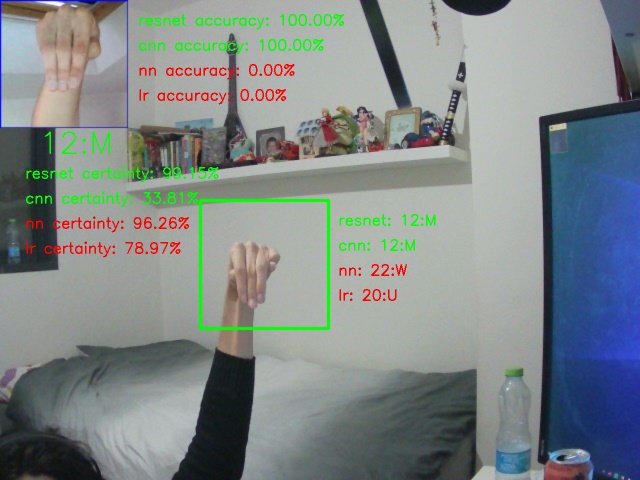 resnet accuracy: 100.00%
cnn accuracy: 100.00%
nn accuracy: 0.00%
lr accuracy: 0.00%
12:M
resnet certainty: 99.15%
cnn certainty: 33.81%
nn certainty: 96.26%
lr certainty: 78.97%
resnet: 12:M
cnn: 12:M
nn: 22:W
lr: 20:U